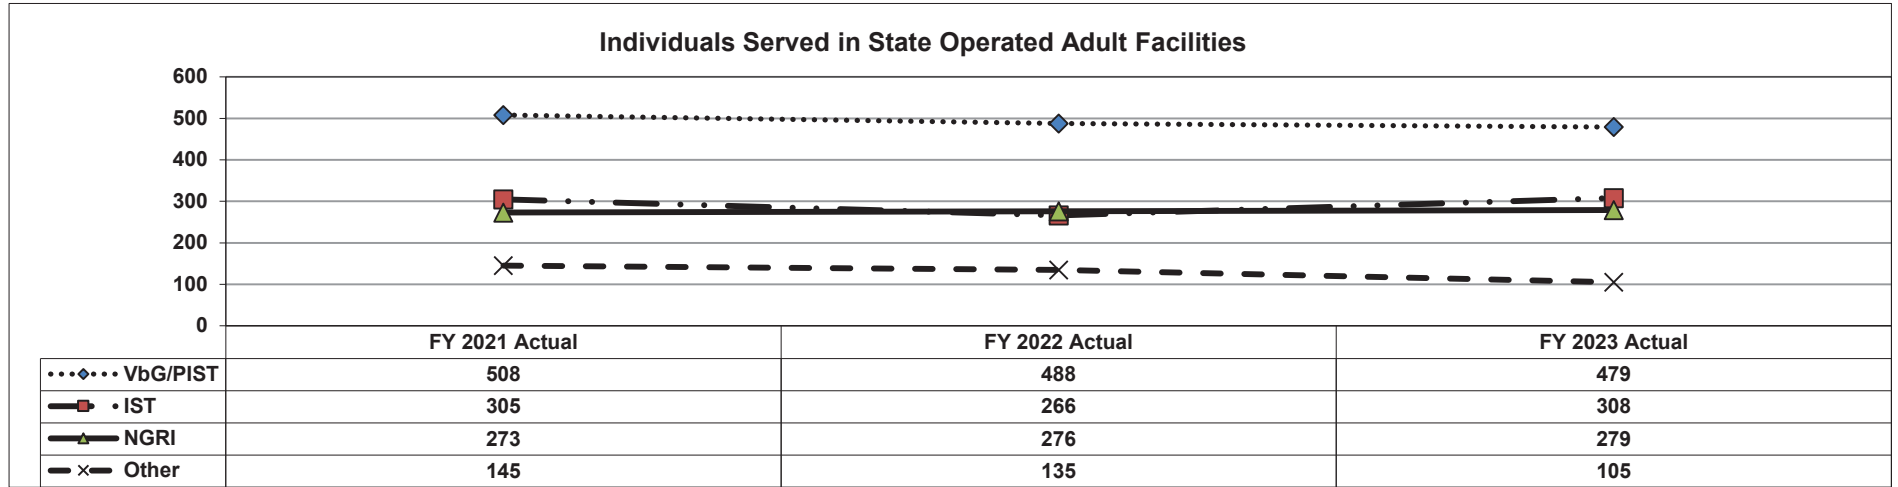 Individuals Served in State Operated Adult Facilities
600
500
400
300
200
100
0
FY 2021 Actual FY 2022 Actual FY 2023 Actual
VbG/PIST 508 488 479
IST 305 266 308
NGRI 273 276 279
Other 145 135 105